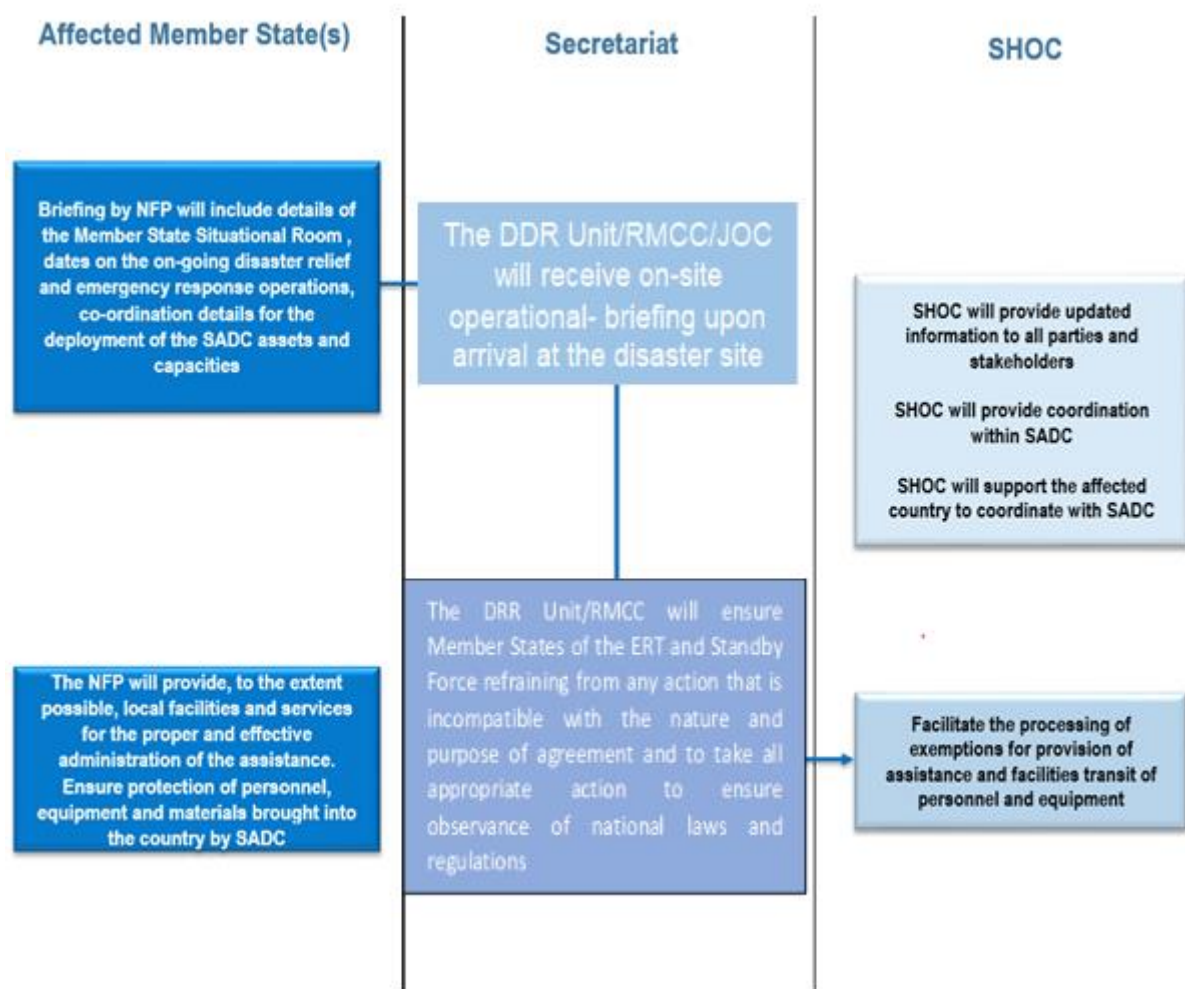 Affected Member State(s)
Secretariat
SHOC
Briefing by NFP will include details of
the Member State Situational Room ,
dates on the on-going disaster relief
and emergency response operations,
co-ordination details for the
deployment of the SADC assets and
capacities
The DDR Unit/RMCC/JOC
will receive on-site
operational- briefing upon
arrival at the disaster site
SHOC will provide updated
information to all parties and
stakeholders
SHOC will provide coordination
within SADC
SHOC will support the affected
country to coordinate with SADC
The NFP will provide, to the extent
possible, local facilities and services
for the proper and effective
administration of the assistance.
Ensure protection of personnel,
equipment and materials brought into
the country by SADC
The DRR Unit/RMCC will ensure
Member States of the ERT and Standby
Force refraining from any action that is
incompatible with the nature and
purpose of agreement and to take all
appropriate action to ensure
observance of national laws and
regulations
Facilitate the processing of
exemptions for provision of
assistance and facilities transit of
personnel and equipment